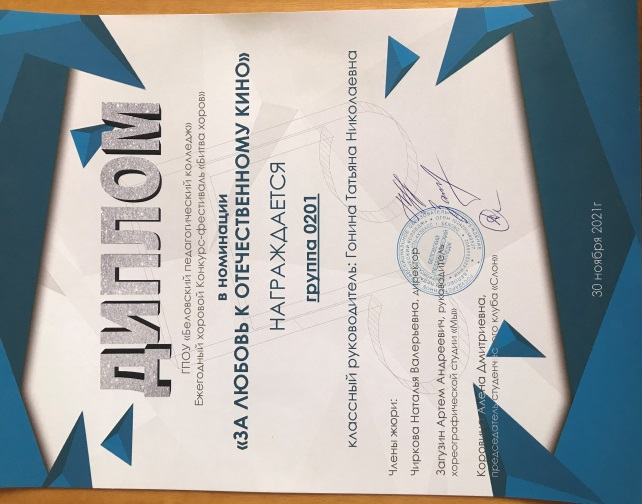 ДИПЛОМ
ГПОУ «Беловский педагогический колледж»
Ежегодный хоровой Конкурс-фестиваль «Битва хоров»
в номинации
«ЗА ЛЮБОВЬ К ОТЕЧЕСТВЕННОМУ КИНО»
НАГРАЖДАЕТСЯ
группа 0201
классный руководитель: Гонина Татьяна Николаевна
Члены жюри:
Чиркова Наталья Валерьевна, директор
Загузин Артем Андреевич, руководитель
хореографической студии «Мы»
Алена Дмитриевна,
председатель студенческого клуба «Слон»
30 ноября 2021г